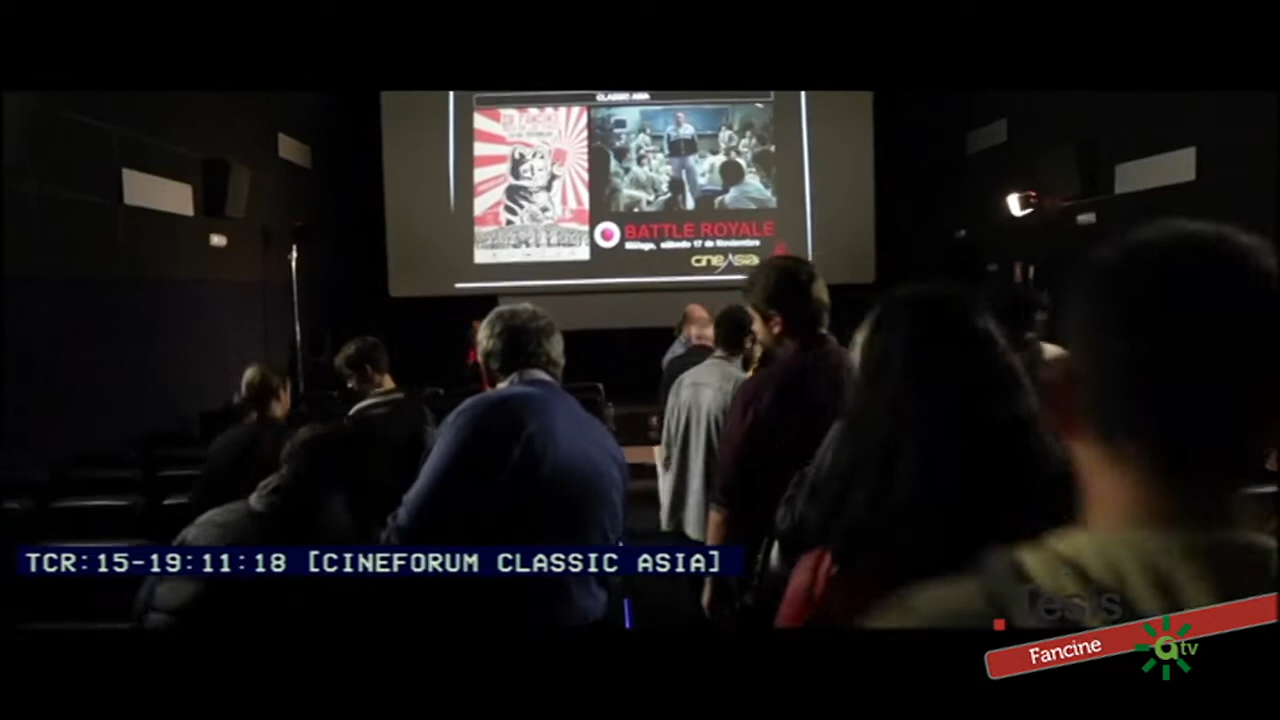 CLASSIC ASIA
BATTLE ROYALE
Málaga, sábado 17 de Noviembre
cineAsia
TCR:15-19:11:18 [CINEFORUM CLASSIC ASIA]
Tesis
Fancine
a tv